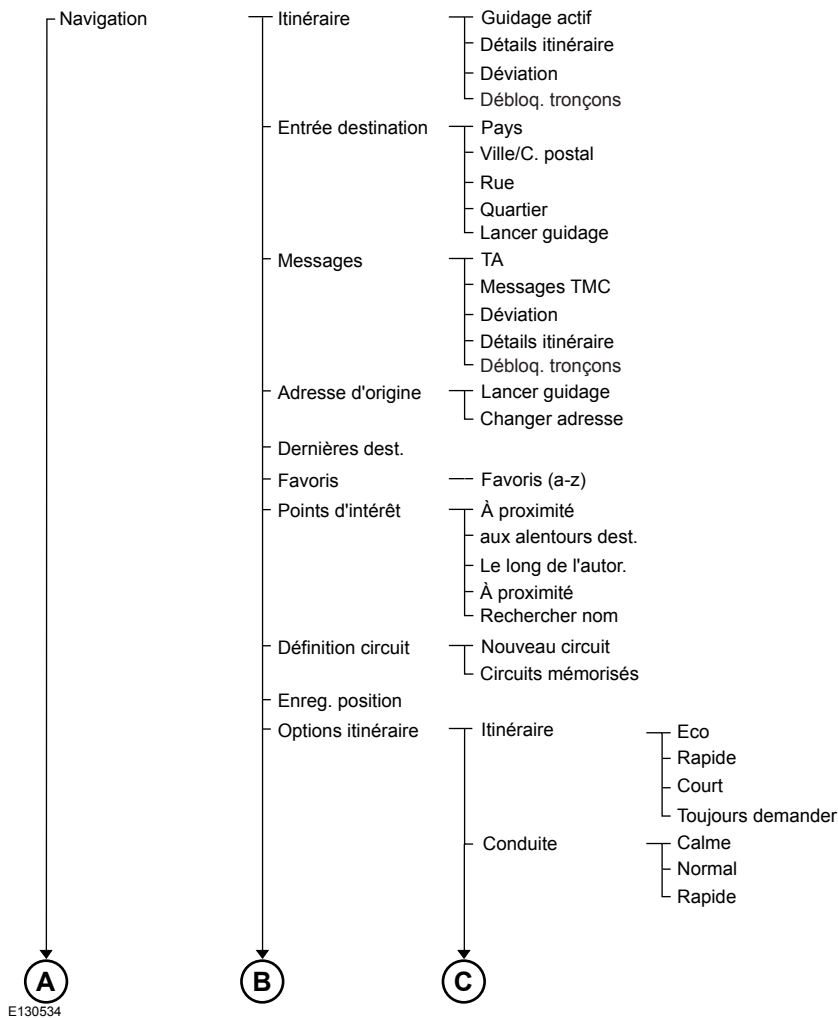 Navigation
Itinéraire
Guidage actif
Détails itinéraire
Déviation
Débloq. tronçons
Entrée destination
Pays
Ville/C. postal
Rue
Quartier
Lancer guidage
Messages
TA
Messages TMC
Déviation
Détails itinéraire
Débloq. tronçons
Adresse d'origine
Lancer guidage
Changer adresse
Dernières dest.
Favoris
Favoris (a-z)
Points d'intérêt
À proximité
aux alentours dest.
Le long de l'autor.
À proximité
Rechercher nom
Définition circuit
Nouveau circuit
Circuits mémorisés
Enreg. position
Options itinéraire
Itinéraire
Eco
Rapide
Court
Toujours demander
Conduite
Calme
Normal
Rapide
A
B
C
E130534